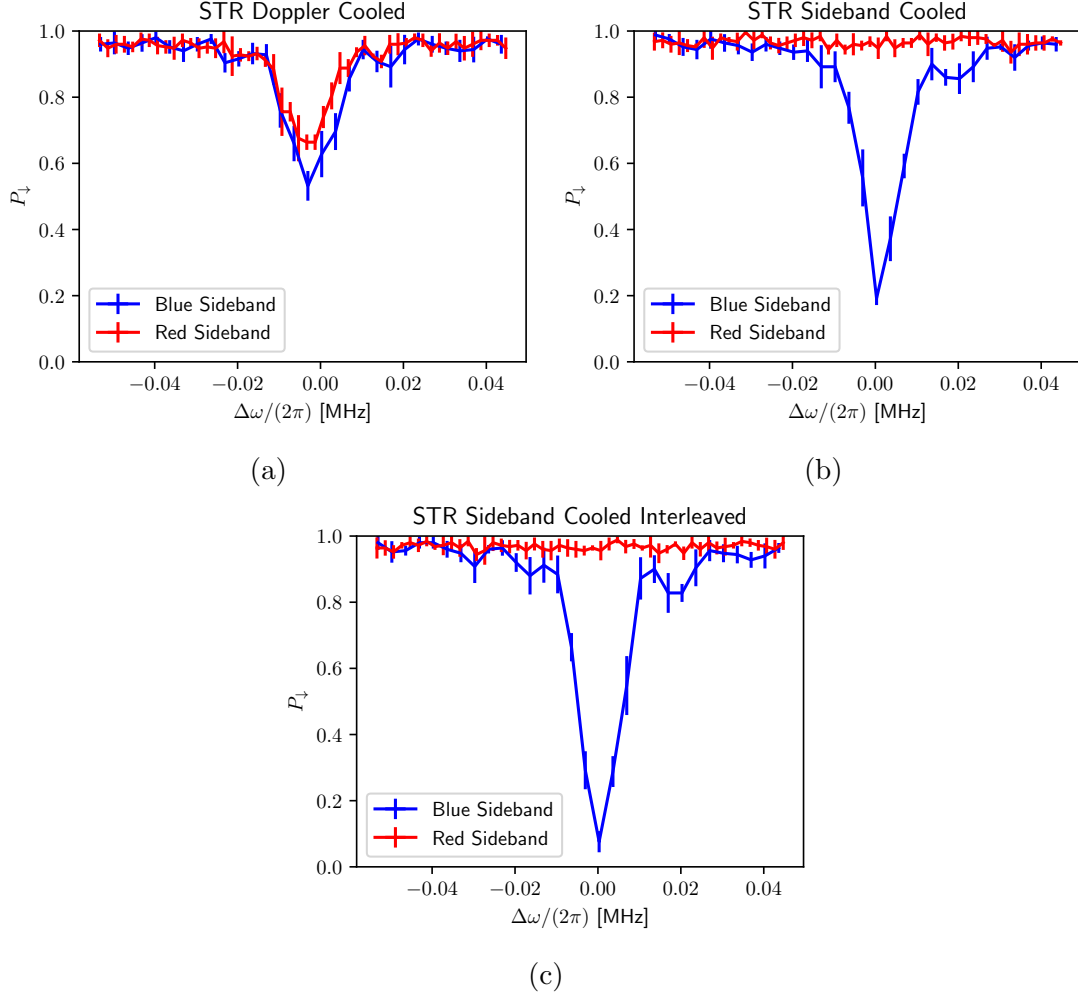 STR Doppler Cooled
1.0
0.8
0.6
0.4
0.2
0.0
P↓
Blue Sideband
Red Sideband
−0.04 −0.02 0.00 0.02 0.04
Δω/(2π) [MHz]
(a)
STR Sideband Cooled
1.0
0.8
0.6
0.4
0.2
0.0
P↓
Blue Sideband
Red Sideband
−0.04 −0.02 0.00 0.02 0.04
Δω/(2π) [MHz]
(b)
STR Sideband Cooled Interleaved
1.0
0.8
0.6
0.4
0.2
0.0
P↓
Blue Sideband
Red Sideband
−0.04 −0.02 0.00 0.02 0.04
Δω/(2π) [MHz]
(c)